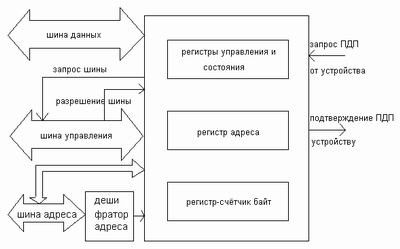 шина данных
запрос шины
разрешение шины
шина управления
шина адреса
деши
фратор
адреса
регистры управления и
состояния
регистр адреса
регистр-счётчик байт
запрос ПДП
от устройства
подтверждение ПДП
устройству